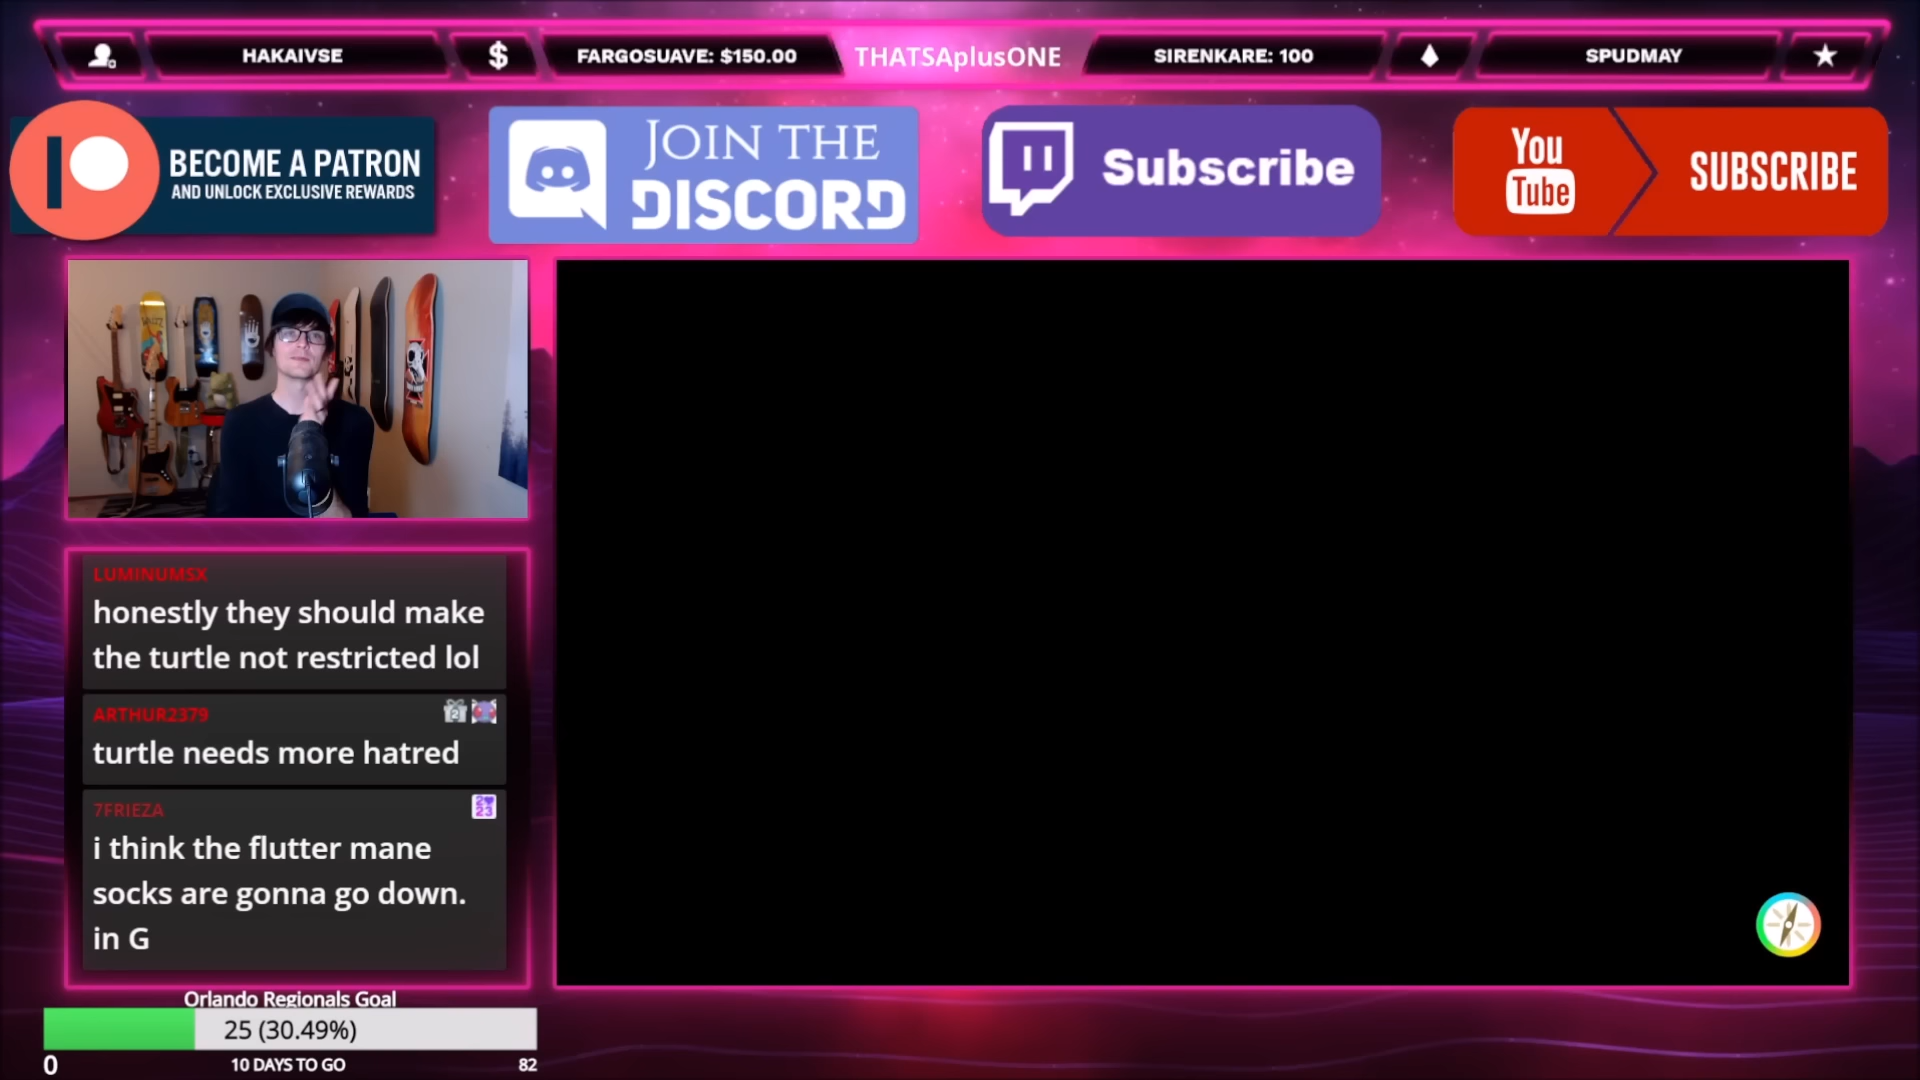 HAKAIVSE
$
FARGOSUAVE: $150.00
THATSAplusONE
SIRENKARE: 100
SPUDMAY
BECOME A PATRON
AND UNLOCK EXCLUSIVE REWARDS
JOIN THE
DISCORD
Subscribe
You
Tube
SUBSCRIBE
LUMINUMSX
honestly they should make
the turtle not restricted lol
ARTHUR2379
2
turtle needs more hatred
7FRIEZA
i think the flutter mane
socks are gonna go down.
in G
Orlando Regionals Goal
25 (30.49%)
0
10 DAYS TO GO
82